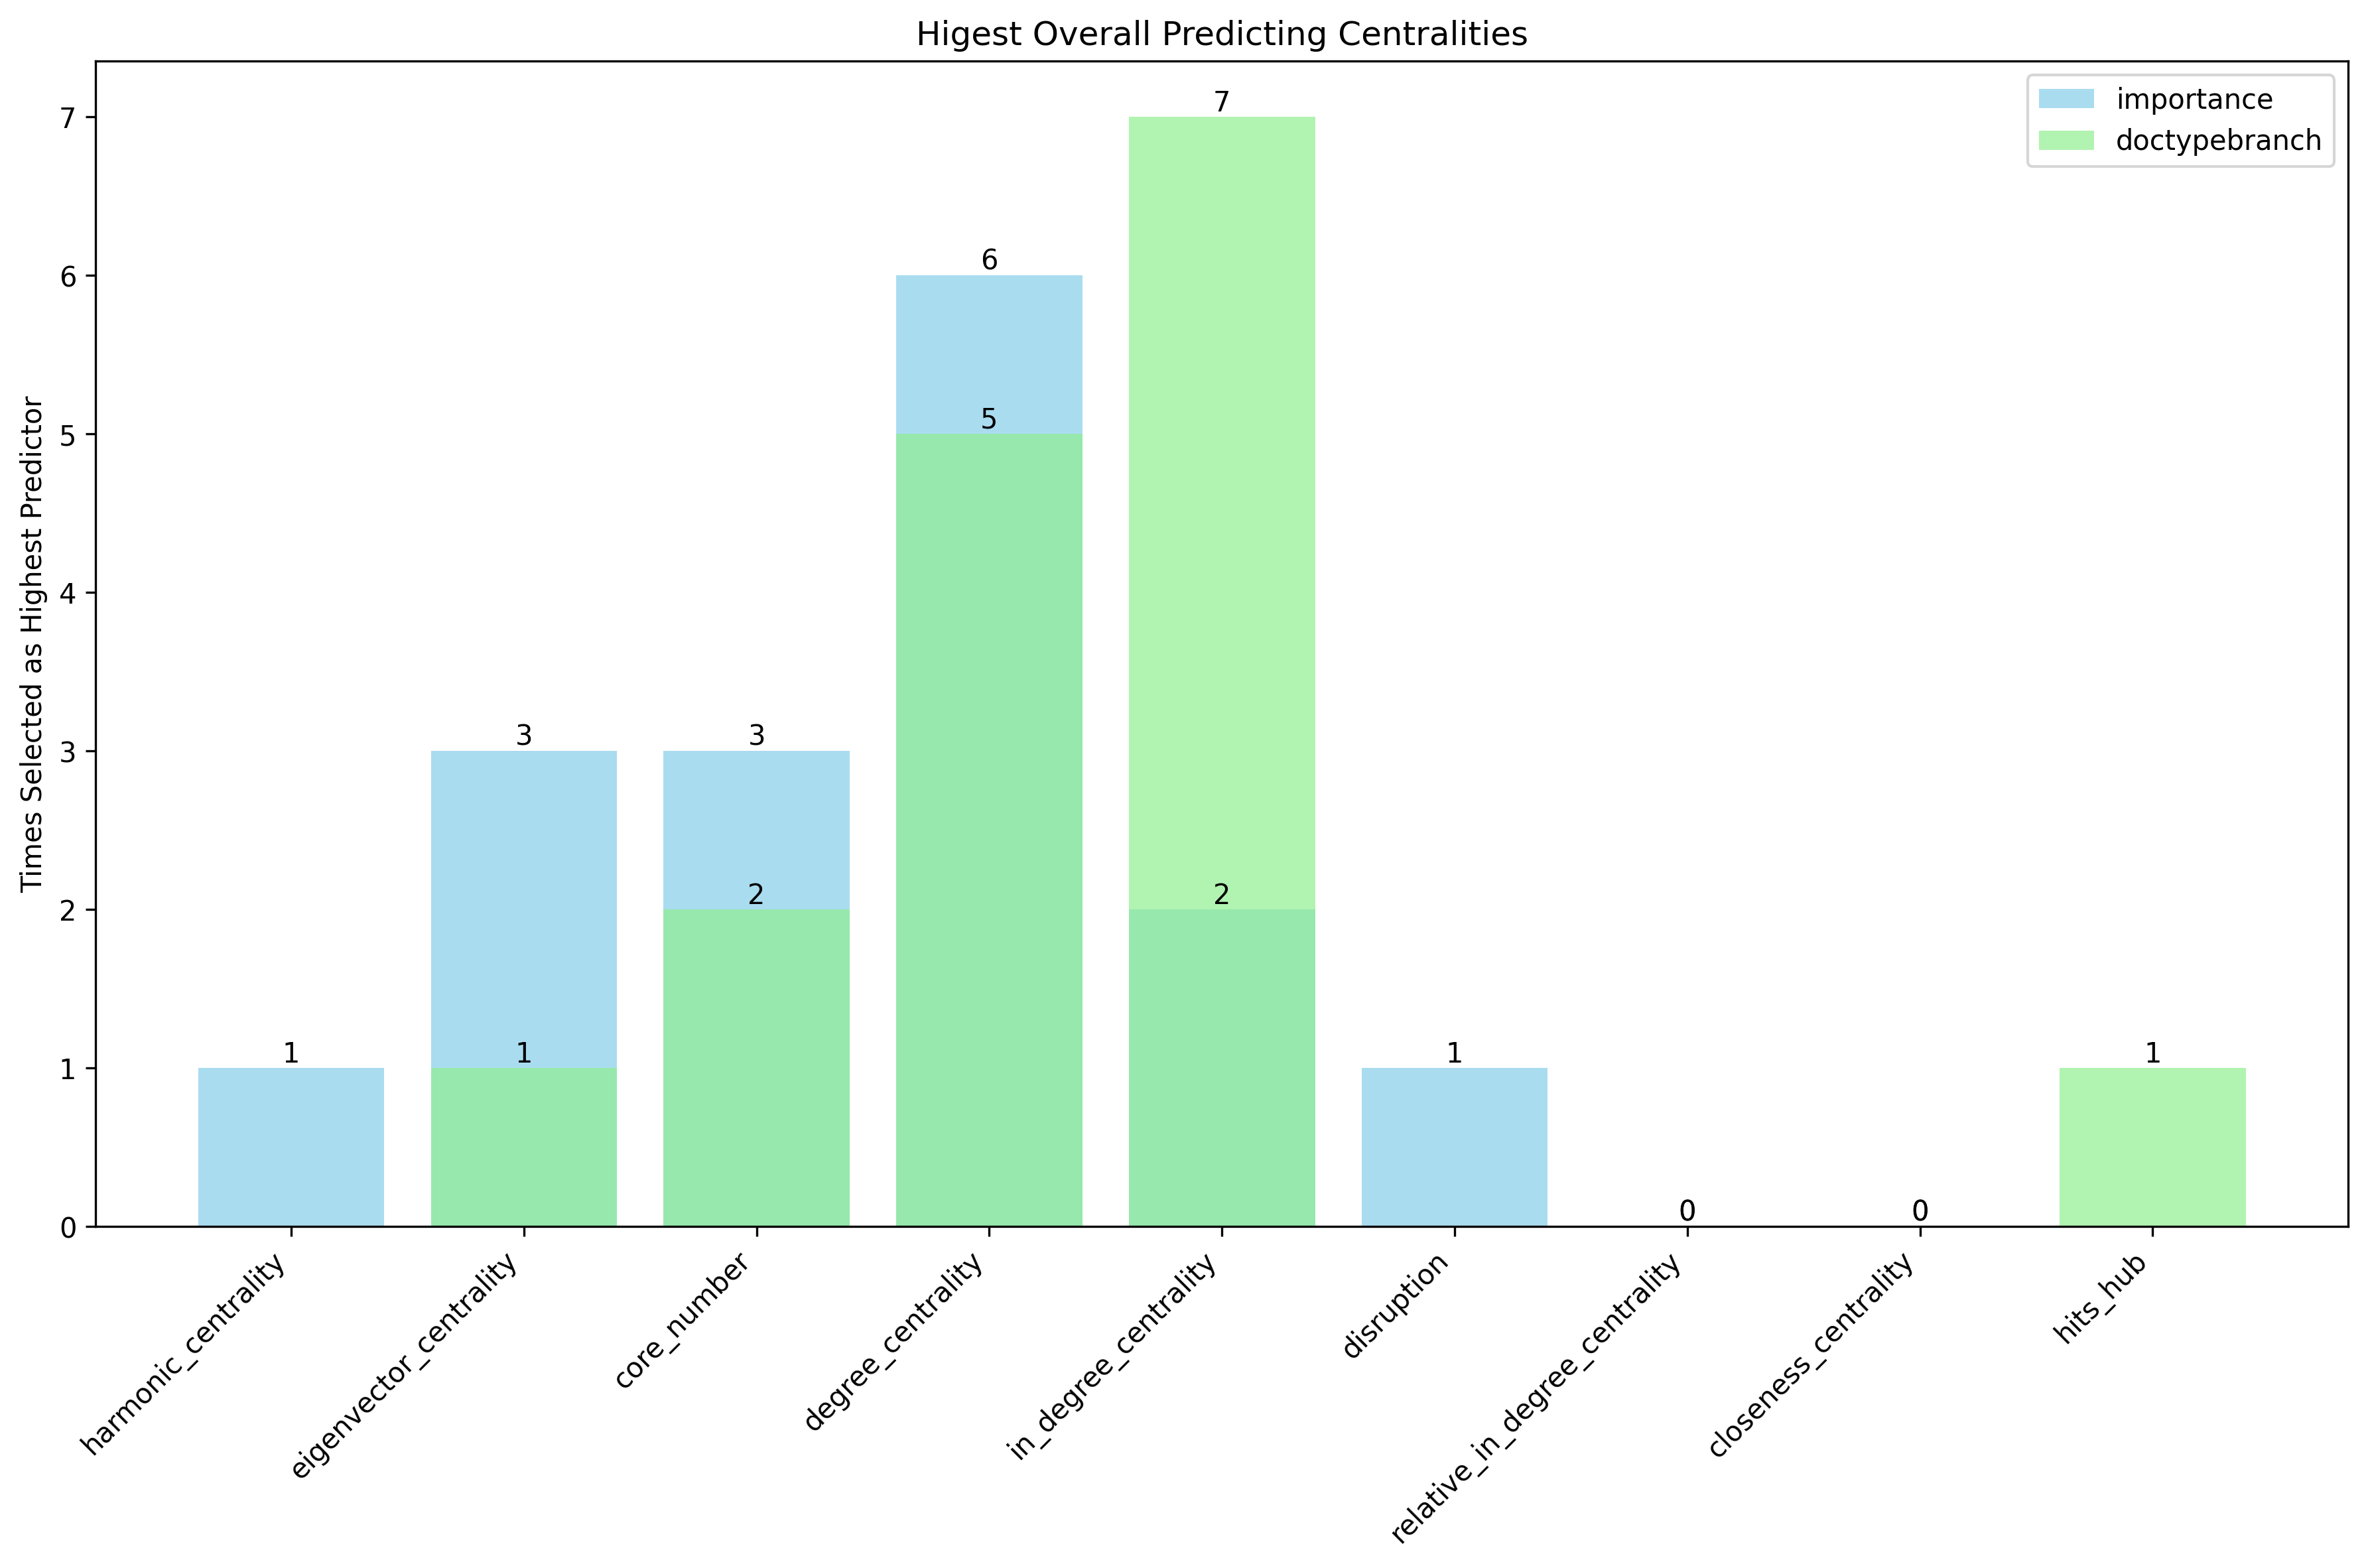 Higest Overall Predicting Centralities
importance
doctypebranch
Times Selected as Highest Predictor
7
6
5
4
3
2
1
0
1
3
1
3
2
6
5
7
2
1
0
0
1
harmonic_centrality
eigenvector_centrality
core_number
degree_centrality
in_degree_centrality
disruption
relative_in_degree_centrality
closeness_centrality
hits_hub